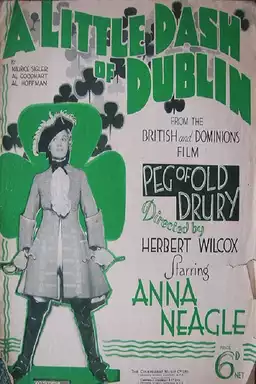 A LITTLE DASH
OF DUBLIN
BY
MAURICE SIGLER
AL GOODHART
AL HOFFMAN
FROM THE
BRITISH and DOMINIONS
FILM
PEG OF OLD
DRURY
Directed by
HERBERT WILCOX
Starring
ANNA
NEAGLE
PRICE
6D
NET